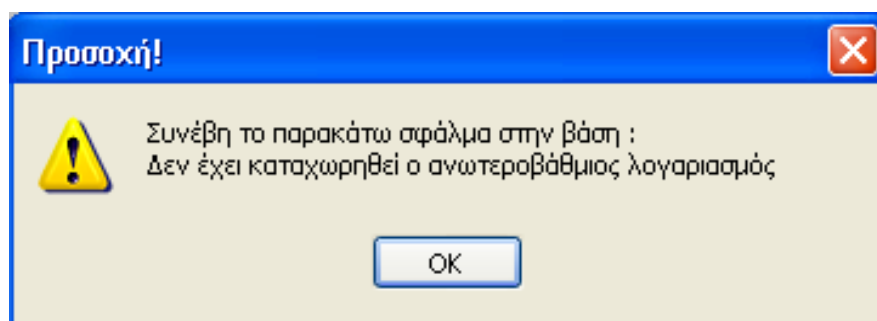 Προσοχή!
Συνέβη το παρακάτω σφάλμα στην βάση :
Δεν έχει καταχωρηθεί ο ανωτεροβάθμιος λογαριασμός
OK